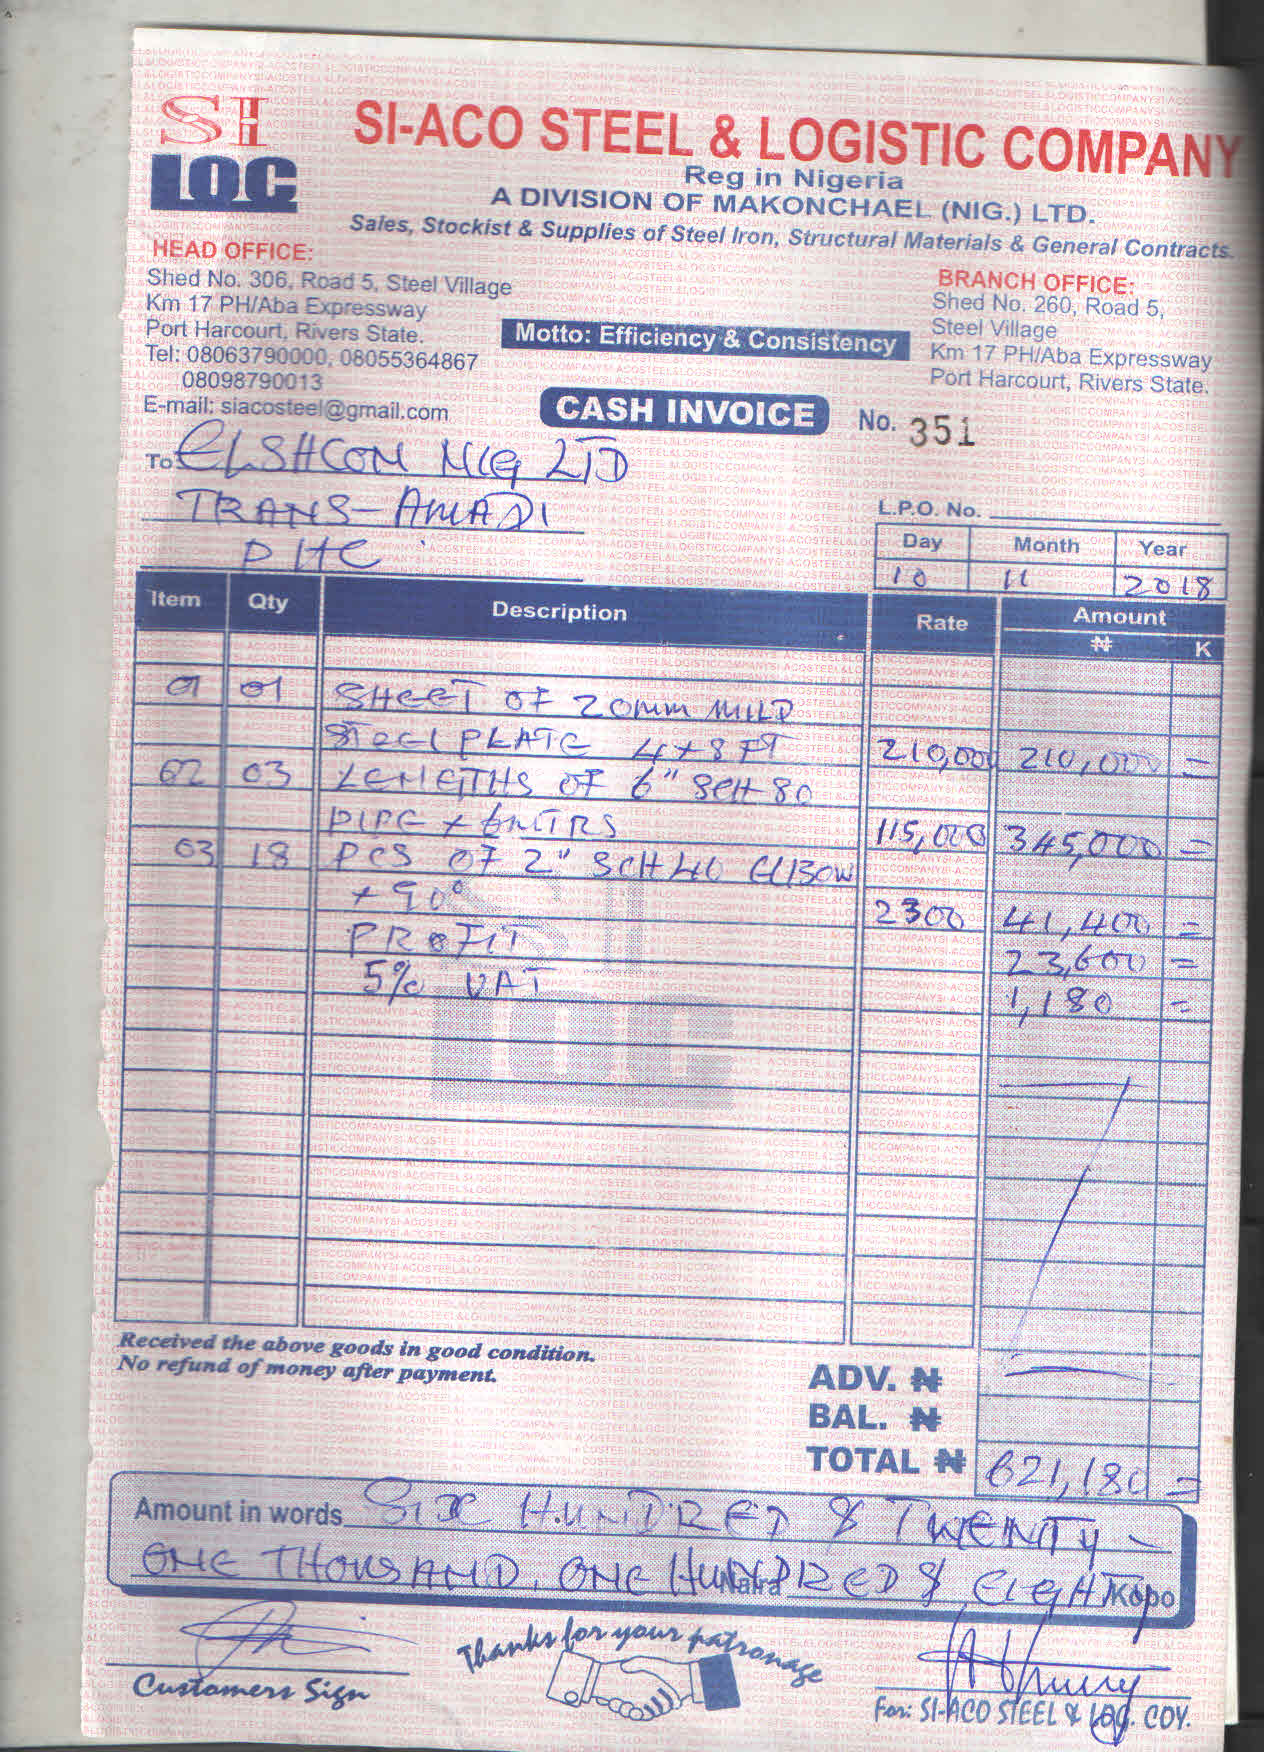 SI
LOC
SI-ACO STEEL & LOGISTIC COMPANY
Reg in Nigeria
A DIVISION OF MAKONCHAEL (NIG.) LTD.
Sales, Stockist & Supplies of Steel Iron, Structural Materials & General Contracts.
HEAD OFFICE:
Shed No. 306, Road 5, Steel Village
Km 17 PH/Aba Expressway
Port Harcourt, Rivers State.
Tel: 08063790000, 08055364867
08098790013
E-mail: siacosteel@gmail.com
BRANCH OFFICE:
Shed No. 260, Road 5,
Steel Village
Km 17 PH/Aba Expressway
Port Harcourt, Rivers State.
Motto: Efficiency & Consistency
CASH INVOICE No. 351
To ELSHCON NIG LTD
TRANS-AMADI
PHC
L.P.O. No.
Day Month Year
10 11 2018
Item Qty Description Rate Amount
₦ K
01 01 SHEET OF 20mm MILD
STEEL PLATE 4x8FT 210,000 210,000 =
02 03 LENGTHS OF 6" SCH 80
PIPE x 6MTRS 115,000 345,000 =
03 18 PCS OF 2" SCH40 ELBOW
x 90° 2300 41,400 =
PROFIT 23,600 =
5% VAT 1,180 =
Received the above goods in good condition.
No refund of money after payment.
ADV. ₦
BAL. ₦
TOTAL ₦ 621,180 =
Amount in words SIX HUNDRED & TWENTY-
ONE THOUSAND, ONE HUNDRED & EIGHTY Naira Kobo
Customers Sign
Thanks for your patronage
For: SI-ACO STEEL & LOG. COY.